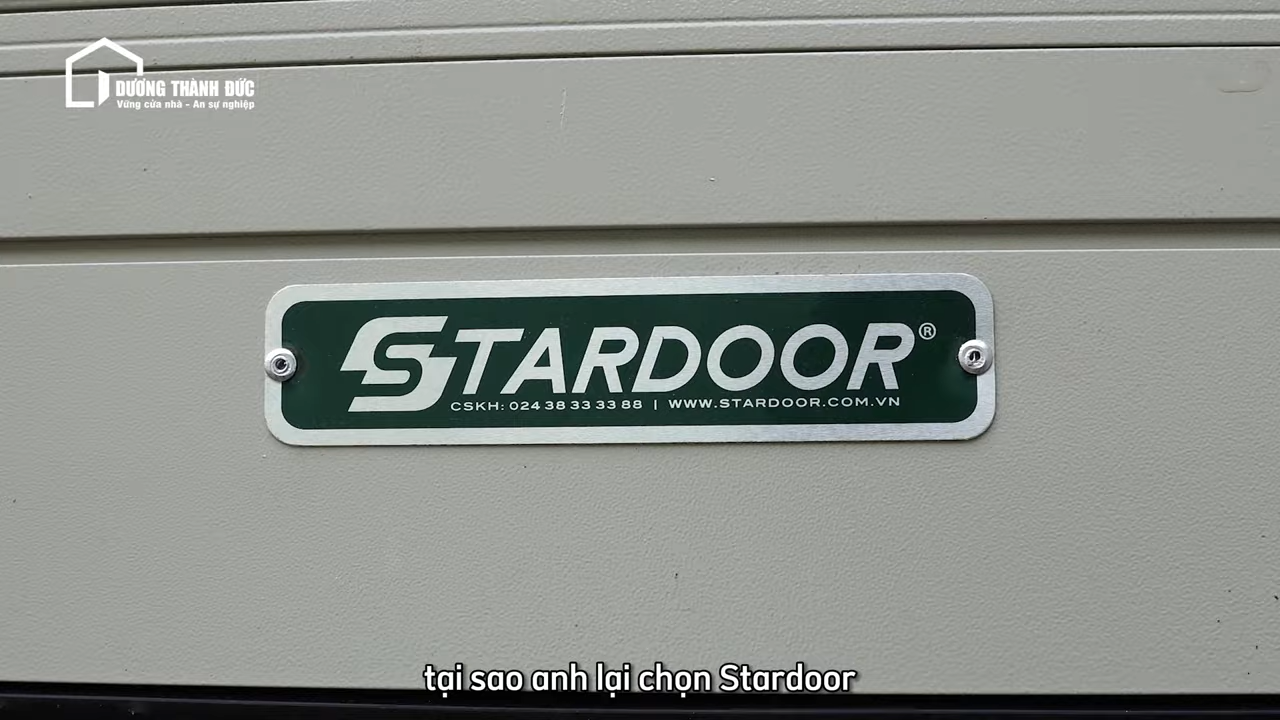 DƯƠNG THÀNH ĐỨC
Vững cửa nhà - An sự nghiệp
STARDOOR®
CSKH: 024 38 33 33 88 | WWW.STARDOOR.COM.VN
tại sao anh lại chọn Stardoor